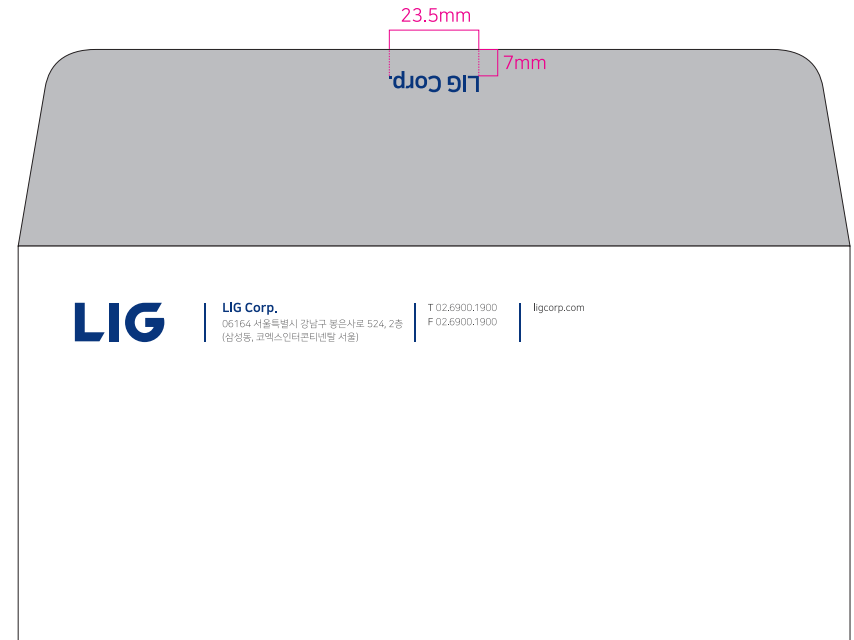 23.5mm
7mm
LIG Corp.
LIG
LIG Corp.
06164 서울특별시 강남구 봉은사로 524, 2층
(삼성동, 코엑스인터콘티넨탈 서울)
T 02.6900.1900
F 02.6900.1900
ligcorp.com